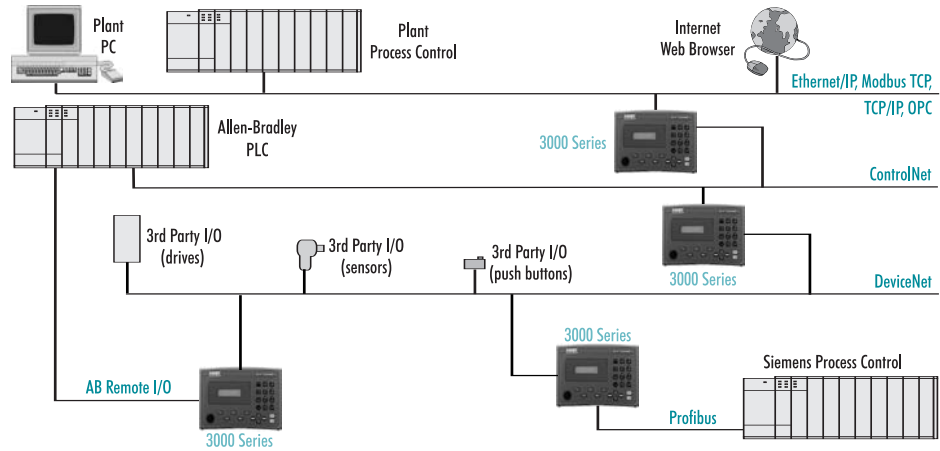 Plant
PC
Plant
Process Control
Internet
Web Browser
Ethernet/IP, Modbus TCP,
TCP/IP, OPC
Allen-Bradley
PLC
3000 Series
ControlNet
3rd Party I/O
(drives)
3rd Party I/O
(sensors)
3rd Party I/O
(push buttons)
3000 Series
DeviceNet
3000 Series
Siemens Process Control
AB Remote I/O
Profibus
3000 Series